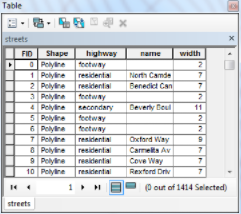 Table
streets
FID Shape highway name width
0 Polyline footway 2
1 Polyline residential North Camde 7
2 Polyline residential Benedict Can 7
3 Polyline footway 2
4 Polyline secondary Beverly Boul 11
5 Polyline footway 2
6 Polyline footway 2
7 Polyline residential Oxford Way 9
8 Polyline residential Carmelita Av 7
9 Polyline residential Cove Way 7
10 Polyline residential Rexford Driv 7
1 (0 out of 1414 Selected)
streets